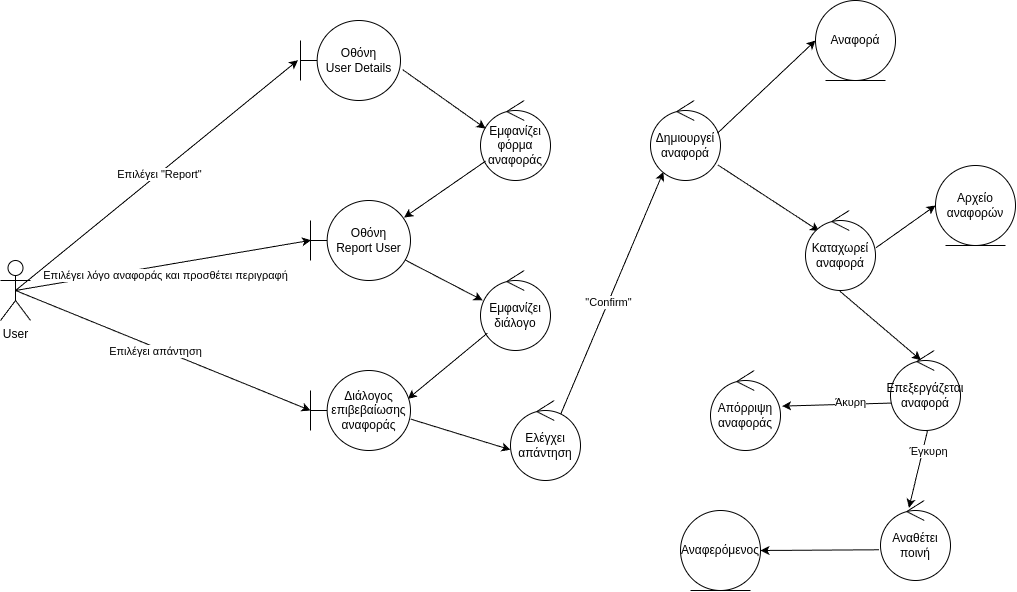 Οθόνη
User Details
Αναφορά
Εμφανίζει
φόρμα
αναφοράς
Δημιουργεί
αναφορά
Επιλέγει "Report"
Αρχείο
αναφορών
Οθόνη
Report User
Καταχωρεί
αναφορά
Επιλέγει λόγο αναφοράς και προσθέτει περιγραφή
User
"Confirm"
Εμφανίζει
διάλογο
Επιλέγει απάντηση
Διάλογος
επιβεβαίωσης
αναφοράς
Επεξεργάζεται
αναφορά
Άκυρη
Απόρριψη
αναφοράς
Ελέγχει
απάντηση
Έγκυρη
Αναθέτει
ποινή
Αναφερόμενος